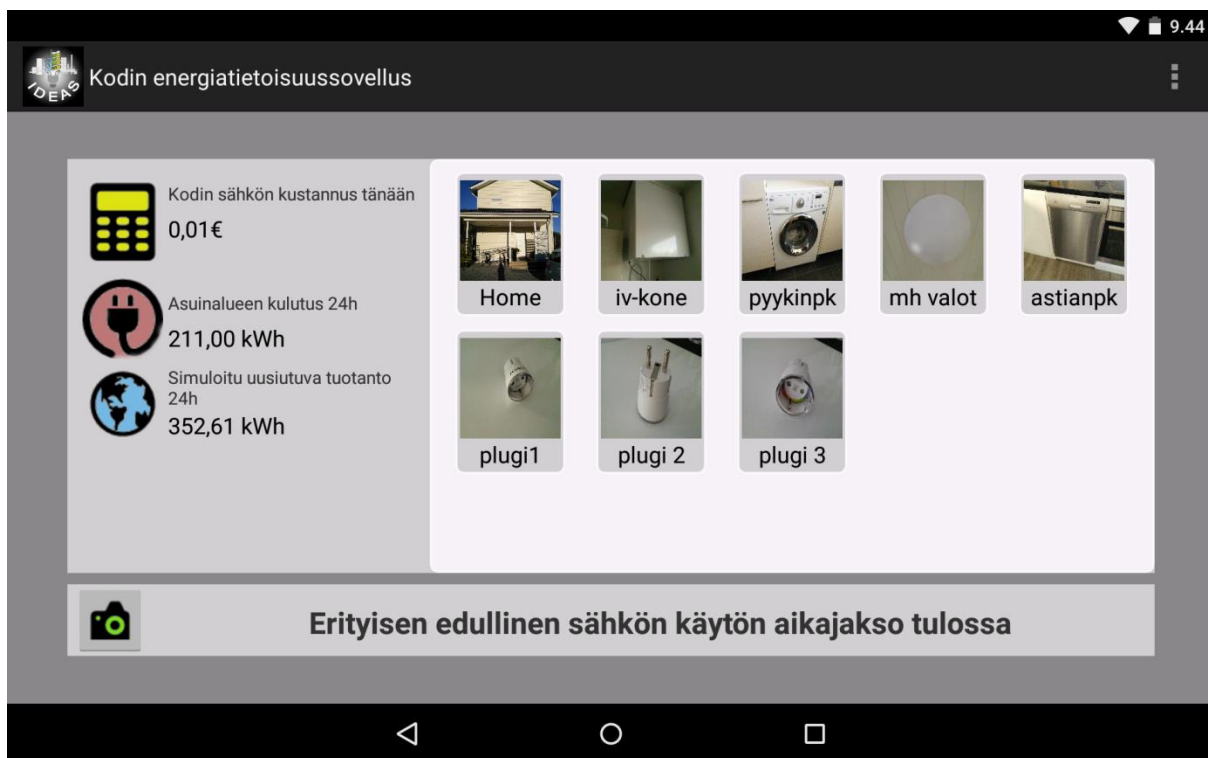 9.44
IDEAS
Kodin energiatietoisuussovellus
Kodin sähkön kustannus tänään
0,01€
Asuinalueen kulutus 24h
211,00 kWh
Simuloitu uusiutuva tuotanto
24h
352,61 kWh
Home iv-kone pyykinpk mh valot astianpk
plugi1 plugi 2 plugi 3
Erityisen edullinen sähkön käytön aikajakso tulossa